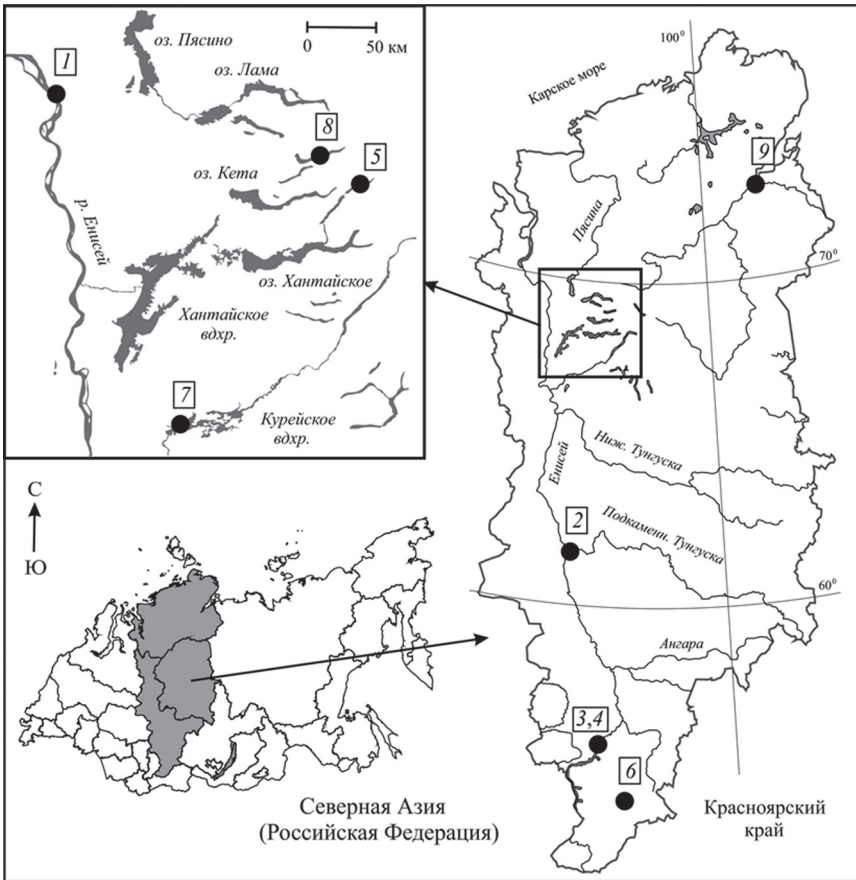 оз. Пясино
0 50 км
1
оз. Лама
8
5
оз. Кета
р. Енисей
оз. Хантайское
Хантайское
вдхр.
7
Курейское
вдхр.
С
Ю
Северная Азия
(Российская Федерация)
100°
Карское море
9
Пясина
70°
Енисей
Ниж. Тунгуска
2
Подкаменн. Тунгуска
60°
Ангара
3,4
6
Красноярский
край